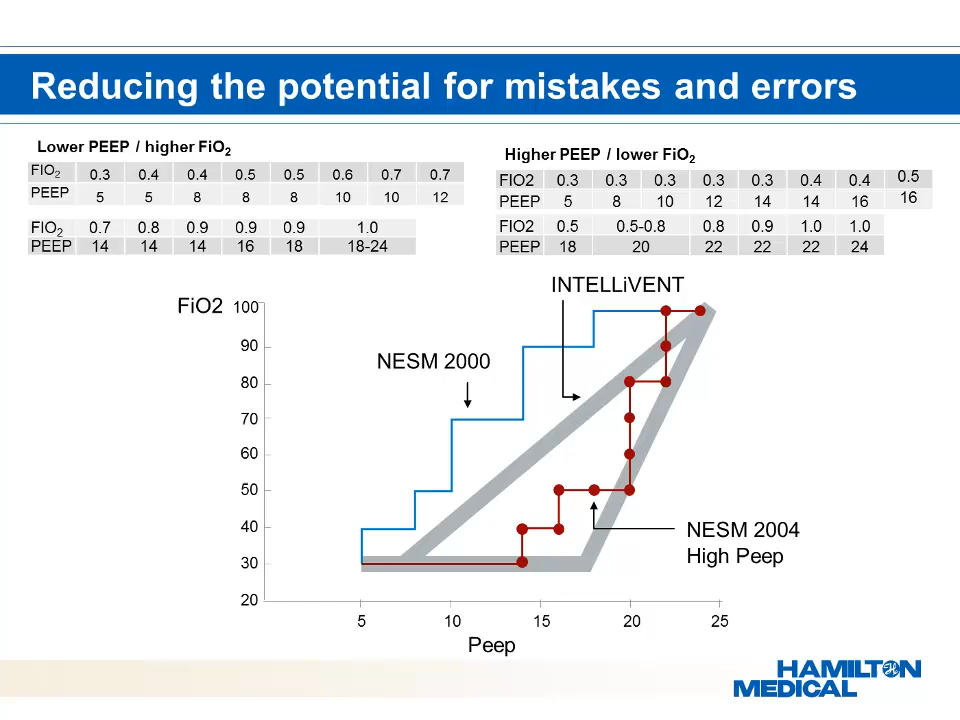 Reducing the potential for mistakes and errors
Lower PEEP / higher FiO2
FIO2 0.3 0.4 0.4 0.5 0.5 0.6 0.7 0.7
PEEP 5 5 8 8 8 10 10 12
FIO2 0.7 0.8 0.9 0.9 0.9 1.0
PEEP 14 14 14 16 18 18-24
Higher PEEP / lower FiO2
FIO2 0.3 0.3 0.3 0.3 0.3 0.4 0.4 0.5
PEEP 5 8 10 12 14 14 16 16
FIO2 0.5 0.5-0.8 0.8 0.9 1.0 1.0
PEEP 18 20 22 22 22 24
INTELLiVENT
FiO2
100
90
NESM 2000
80
70
60
50
40
NESM 2004
High Peep
30
20
5 10 15 20 25
Peep
HAMILTON
MEDICAL